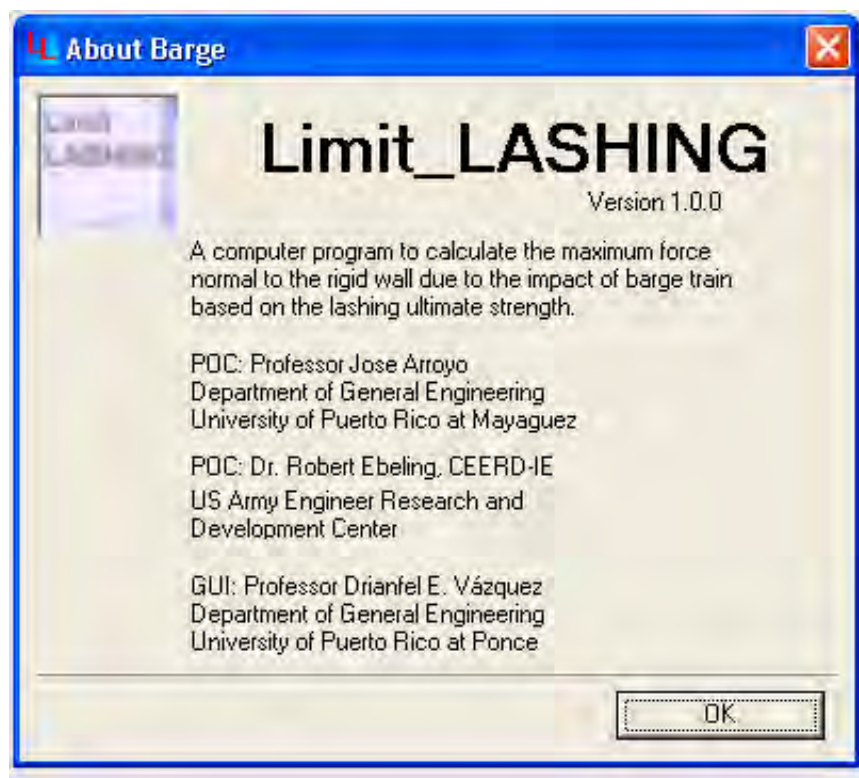 LL About Barge
Limit
LASHING
Limit_LASHING
Version 1.0.0
A computer program to calculate the maximum force
normal to the rigid wall due to the impact of barge train
based on the lashing ultimate strength.
POC: Professor Jose Arroyo
Department of General Engineering
University of Puerto Rico at Mayaguez
POC: Dr. Robert Ebeling, CEERD-IE
US Army Engineer Research and
Development Center
GUI: Professor Drianfel E. Vázquez
Department of General Engineering
University of Puerto Rico at Ponce
OK